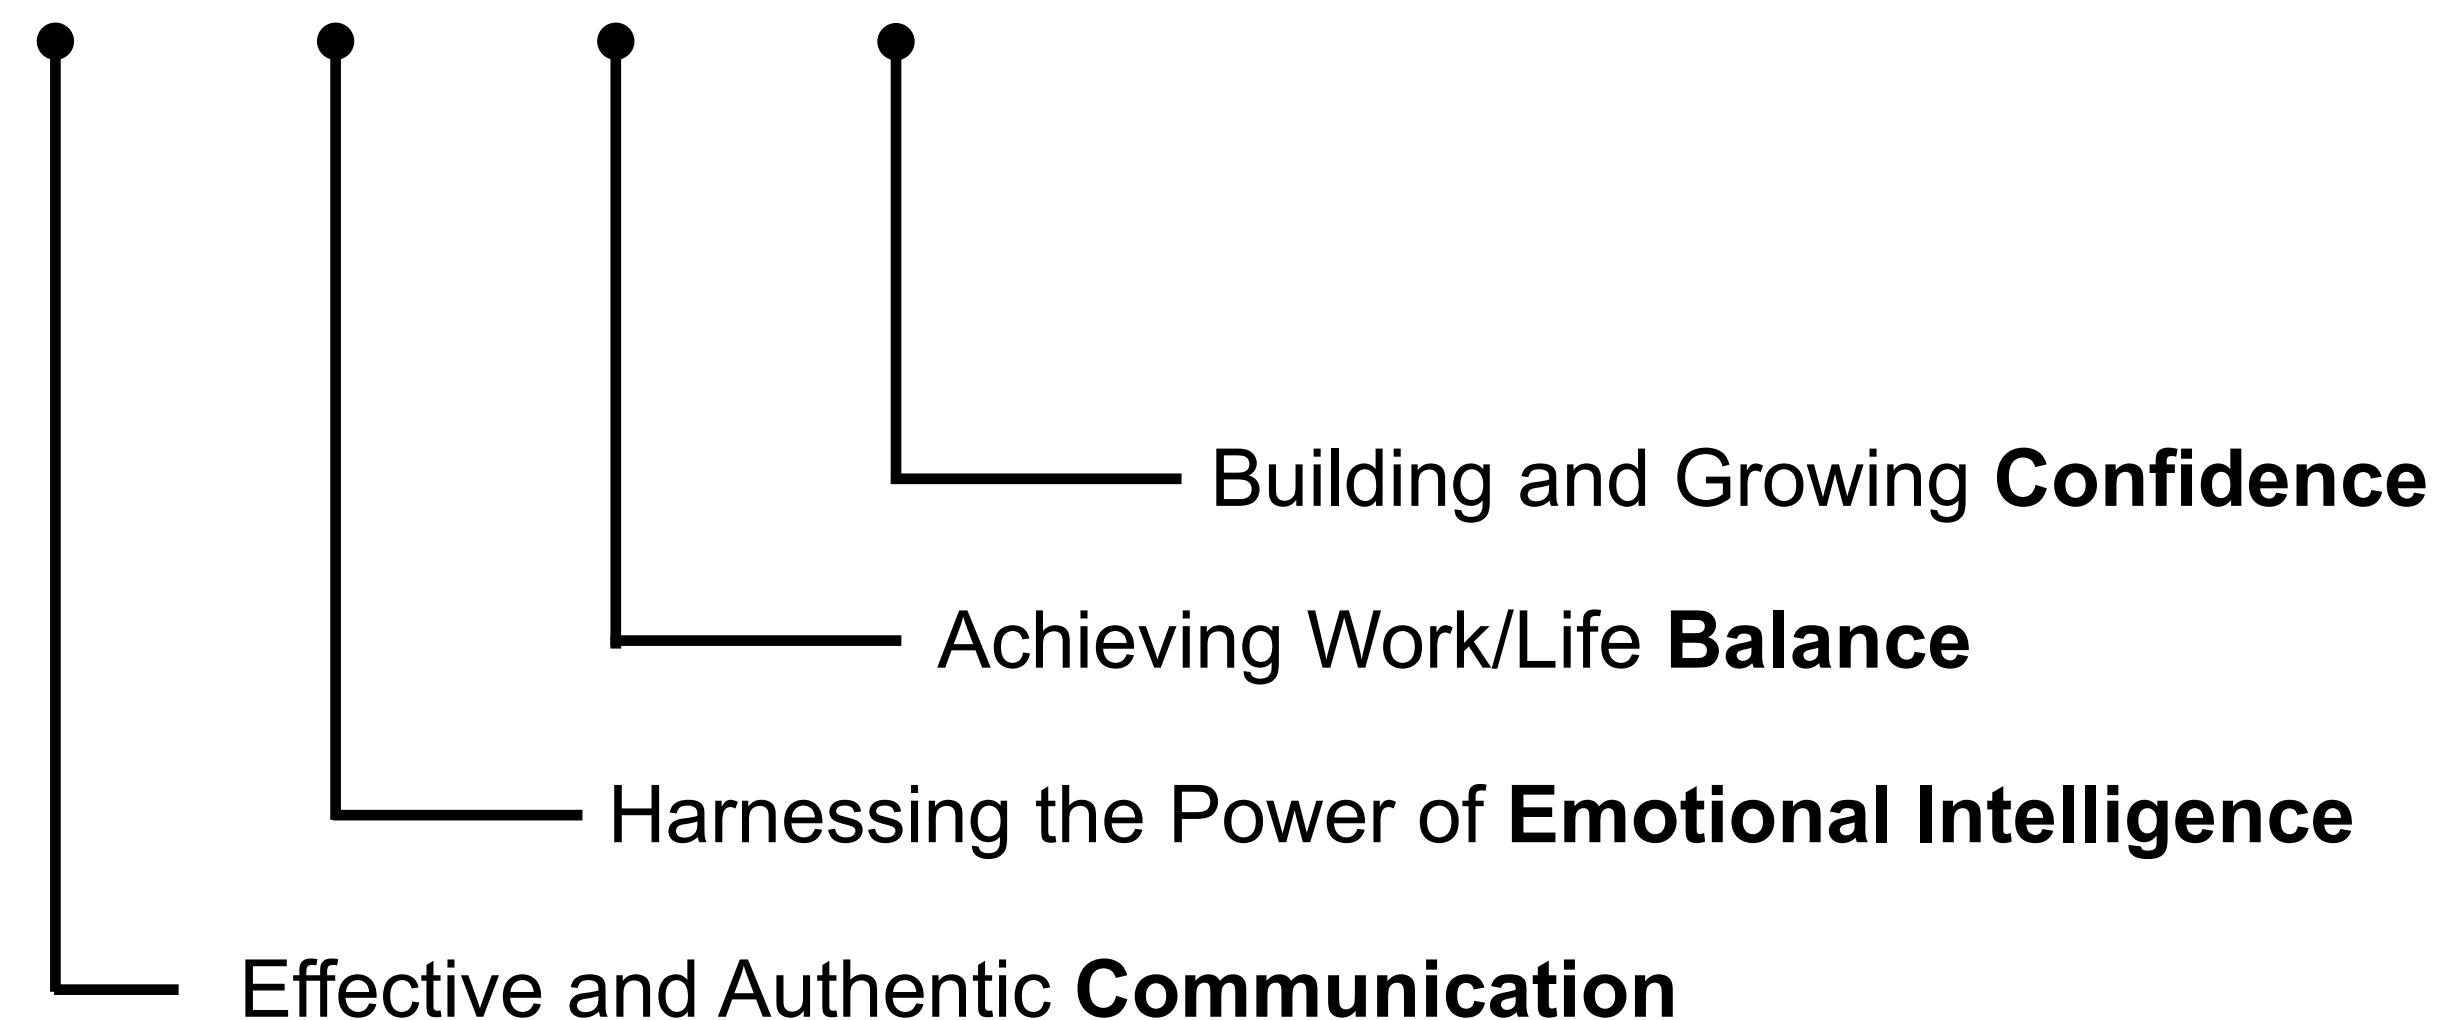 Building and Growing Confidence
Achieving Work/Life Balance
Harnessing the Power of Emotional Intelligence
Effective and Authentic Communication